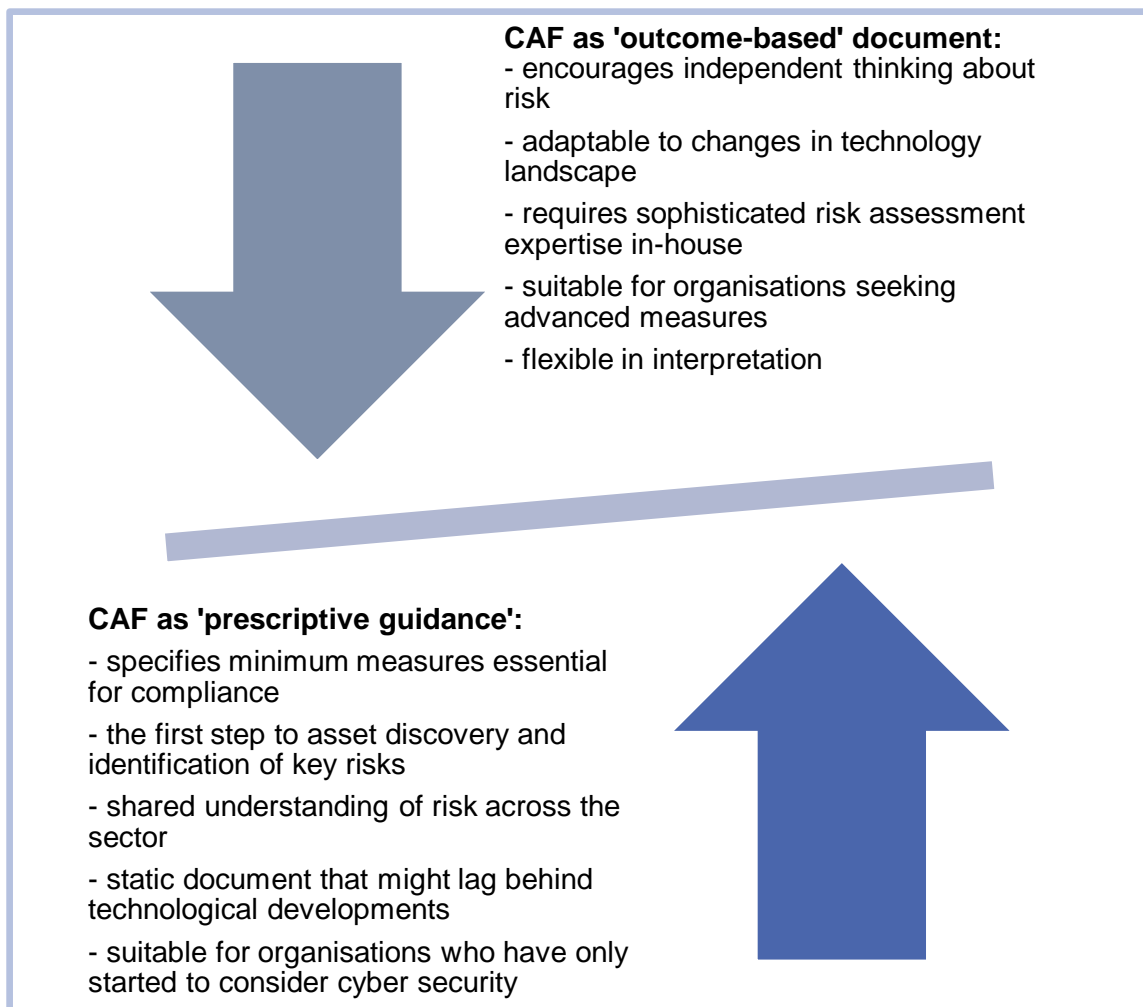 CAF as 'outcome-based' document:
- encourages independent thinking about
risk
- adaptable to changes in technology
landscape
- requires sophisticated risk assessment
expertise in-house
- suitable for organisations seeking
advanced measures
- flexible in interpretation
CAF as 'prescriptive guidance':
- specifies minimum measures essential
for compliance
- the first step to asset discovery and
identification of key risks
- shared understanding of risk across the
sector
- static document that might lag behind
technological developments
- suitable for organisations who have only
started to consider cyber security